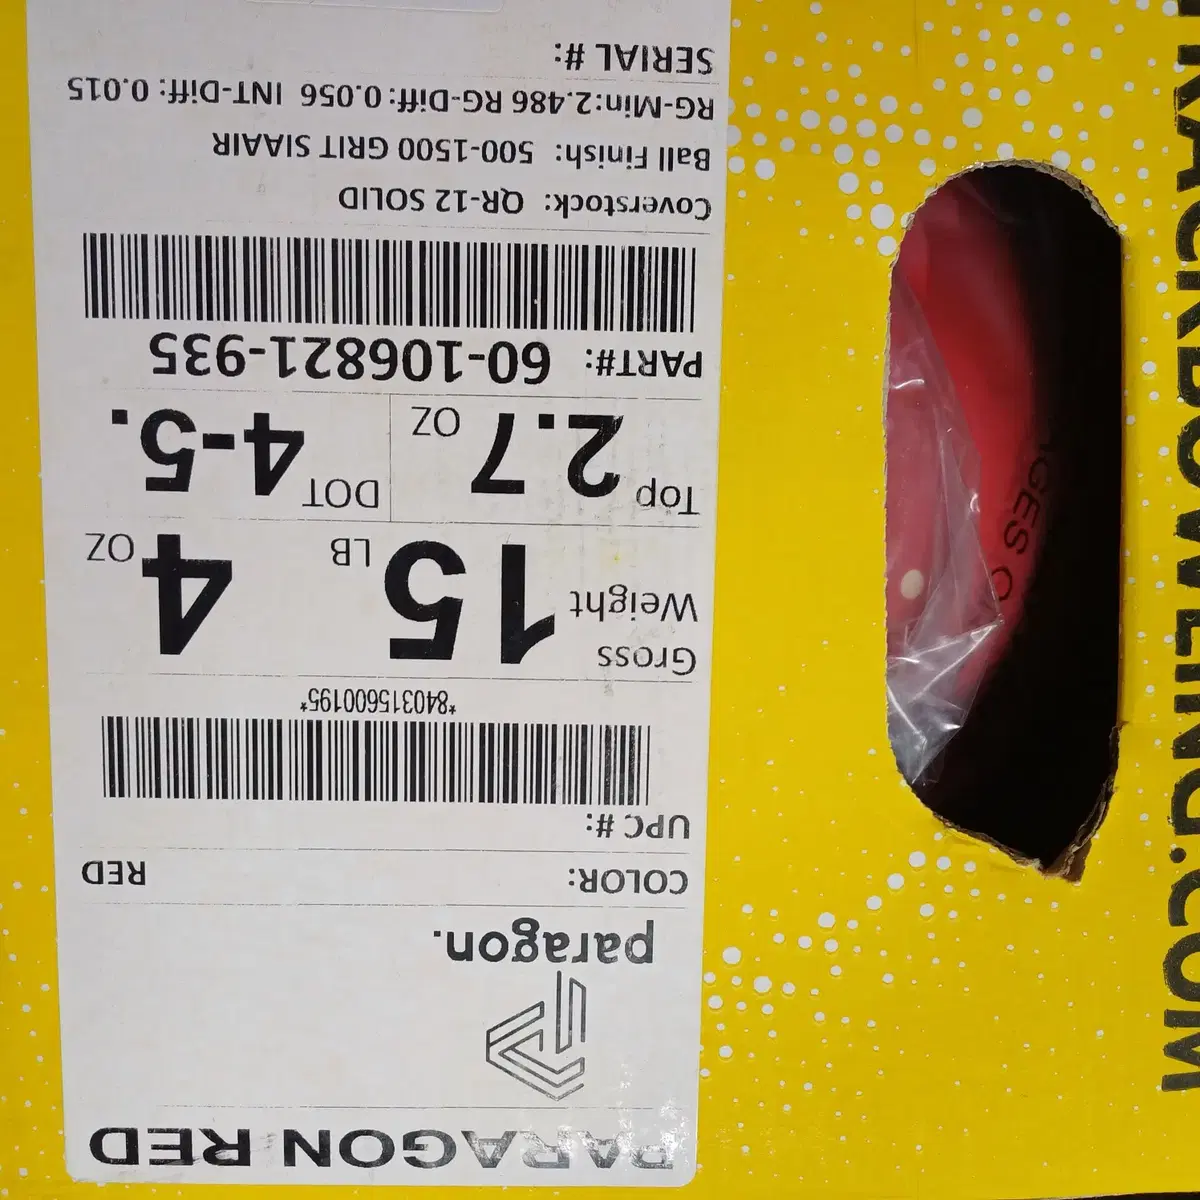 PARAGON RED
paragon.
COLOR: RED
UPC #:
*840315600195*
Gross Weight 15 LB 4 OZ
Top 2.7 OZ DOT 4-5.
PART#: 60-106821-935
Coverstock: QR-12 SOLID
Ball Finish: 500-1500 GRIT SIAAIR
RG-Min:2.486 RG-Diff:0.056 INT-Diff: 0.015
SERIAL #:
TRACKBOWLING.COM